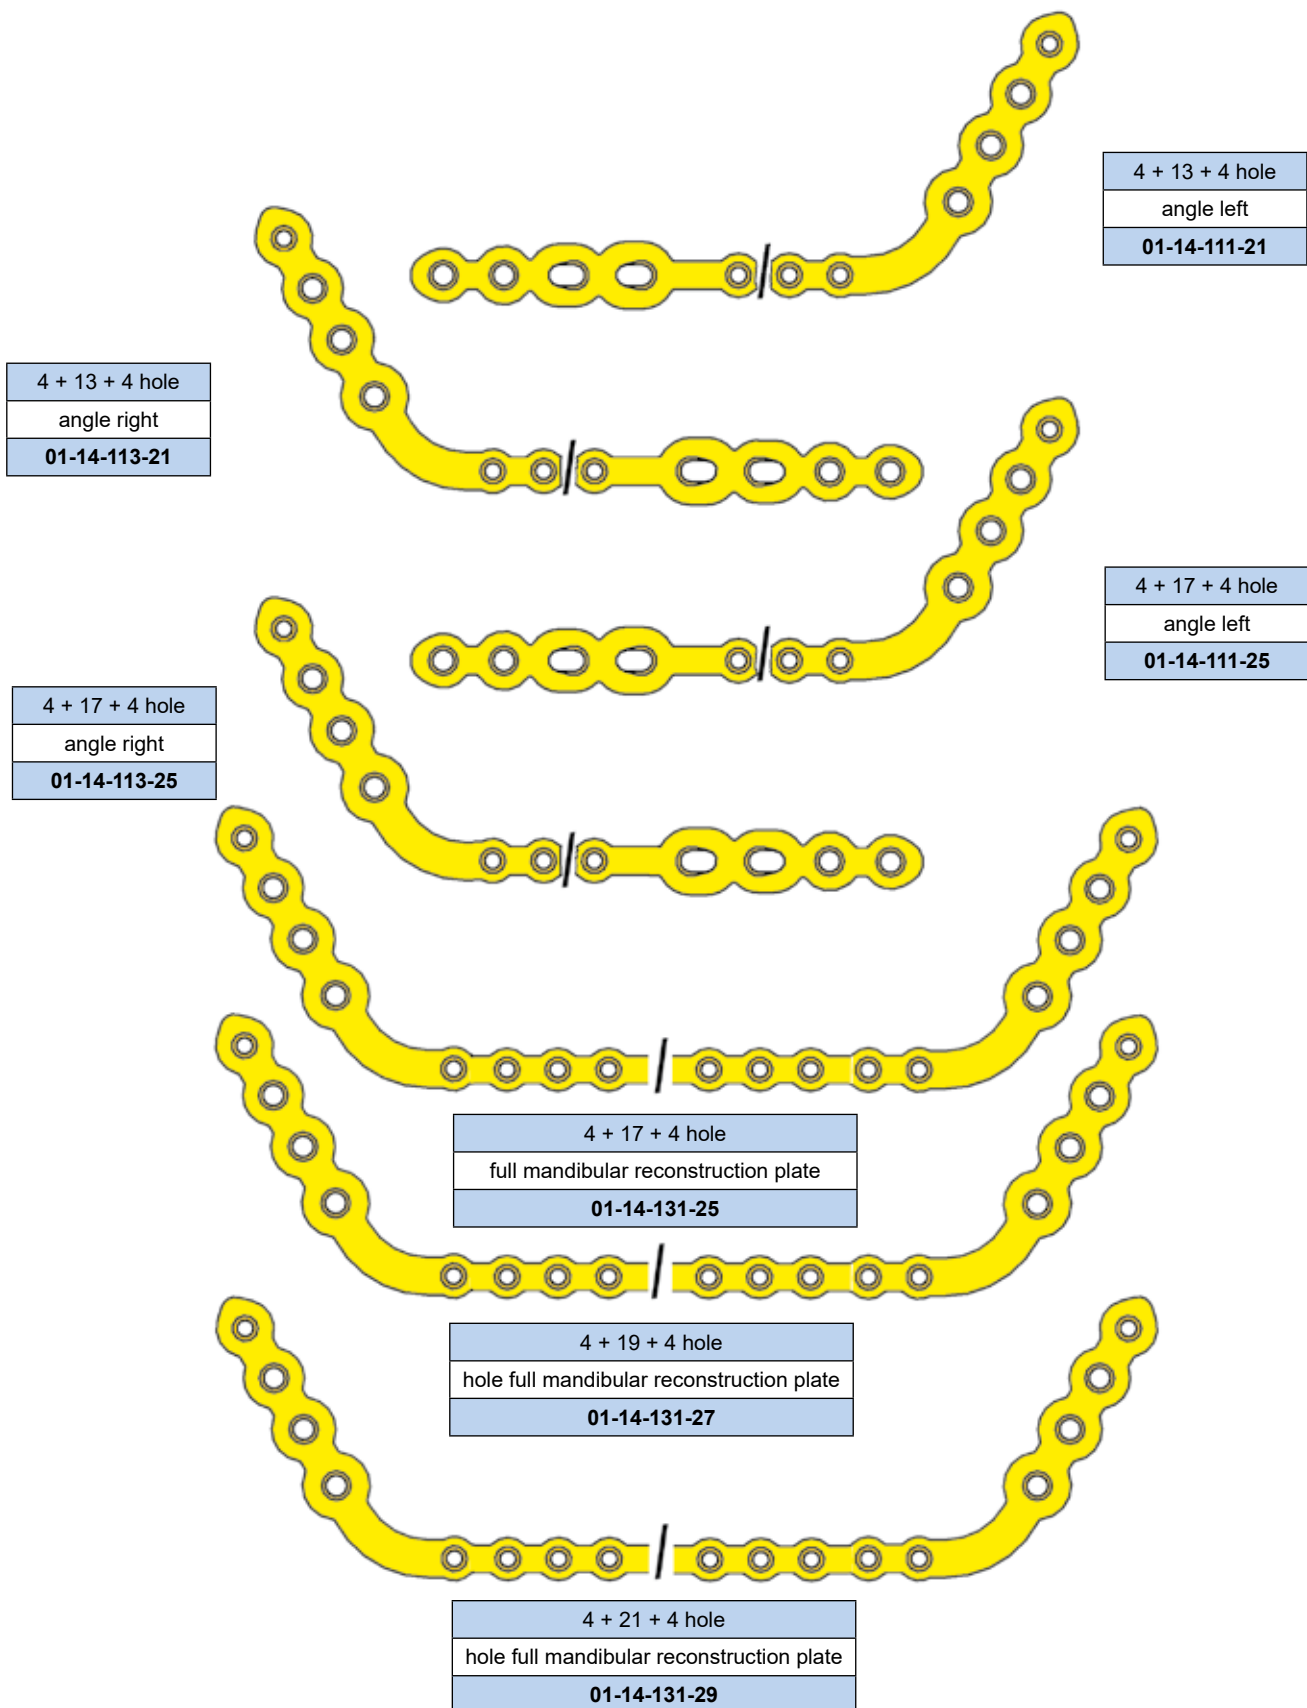 4 + 13 + 4 hole
angle left
01-14-111-21
4 + 13 + 4 hole
angle right
01-14-113-21
4 + 17 + 4 hole
angle left
01-14-111-25
4 + 17 + 4 hole
angle right
01-14-113-25
4 + 17 + 4 hole
full mandibular reconstruction plate
01-14-131-25
4 + 19 + 4 hole
hole full mandibular reconstruction plate
01-14-131-27
4 + 21 + 4 hole
hole full mandibular reconstruction plate
01-14-131-29